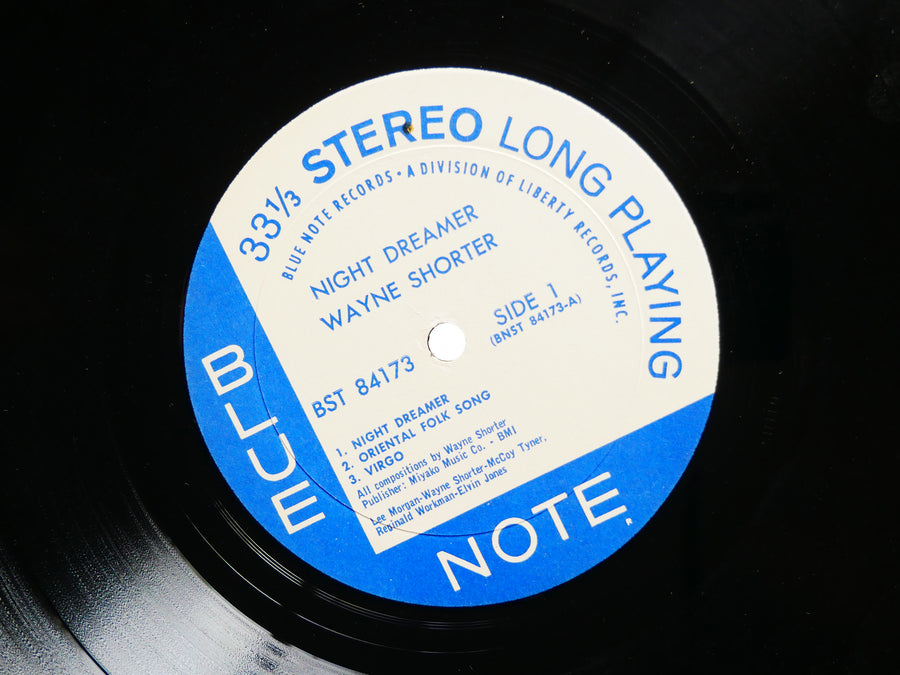 33⅓ STEREO LONG PLAYING
BLUE NOTE RECORDS • A DIVISION OF LIBERTY RECORDS, INC.
NIGHT DREAMER
WAYNE SHORTER
BST 84173
SIDE 1
(BNST 84173-A)
1. NIGHT DREAMER
2. ORIENTAL FOLK SONG
3. VIRGO
All compositions by Wayne Shorter
Publisher: Miyako Music Co. - BMI
Lee Morgan-Wayne Shorter-McCoy Tyner,
Reginald Workman-Elvin Jones
BLUE
NOTE